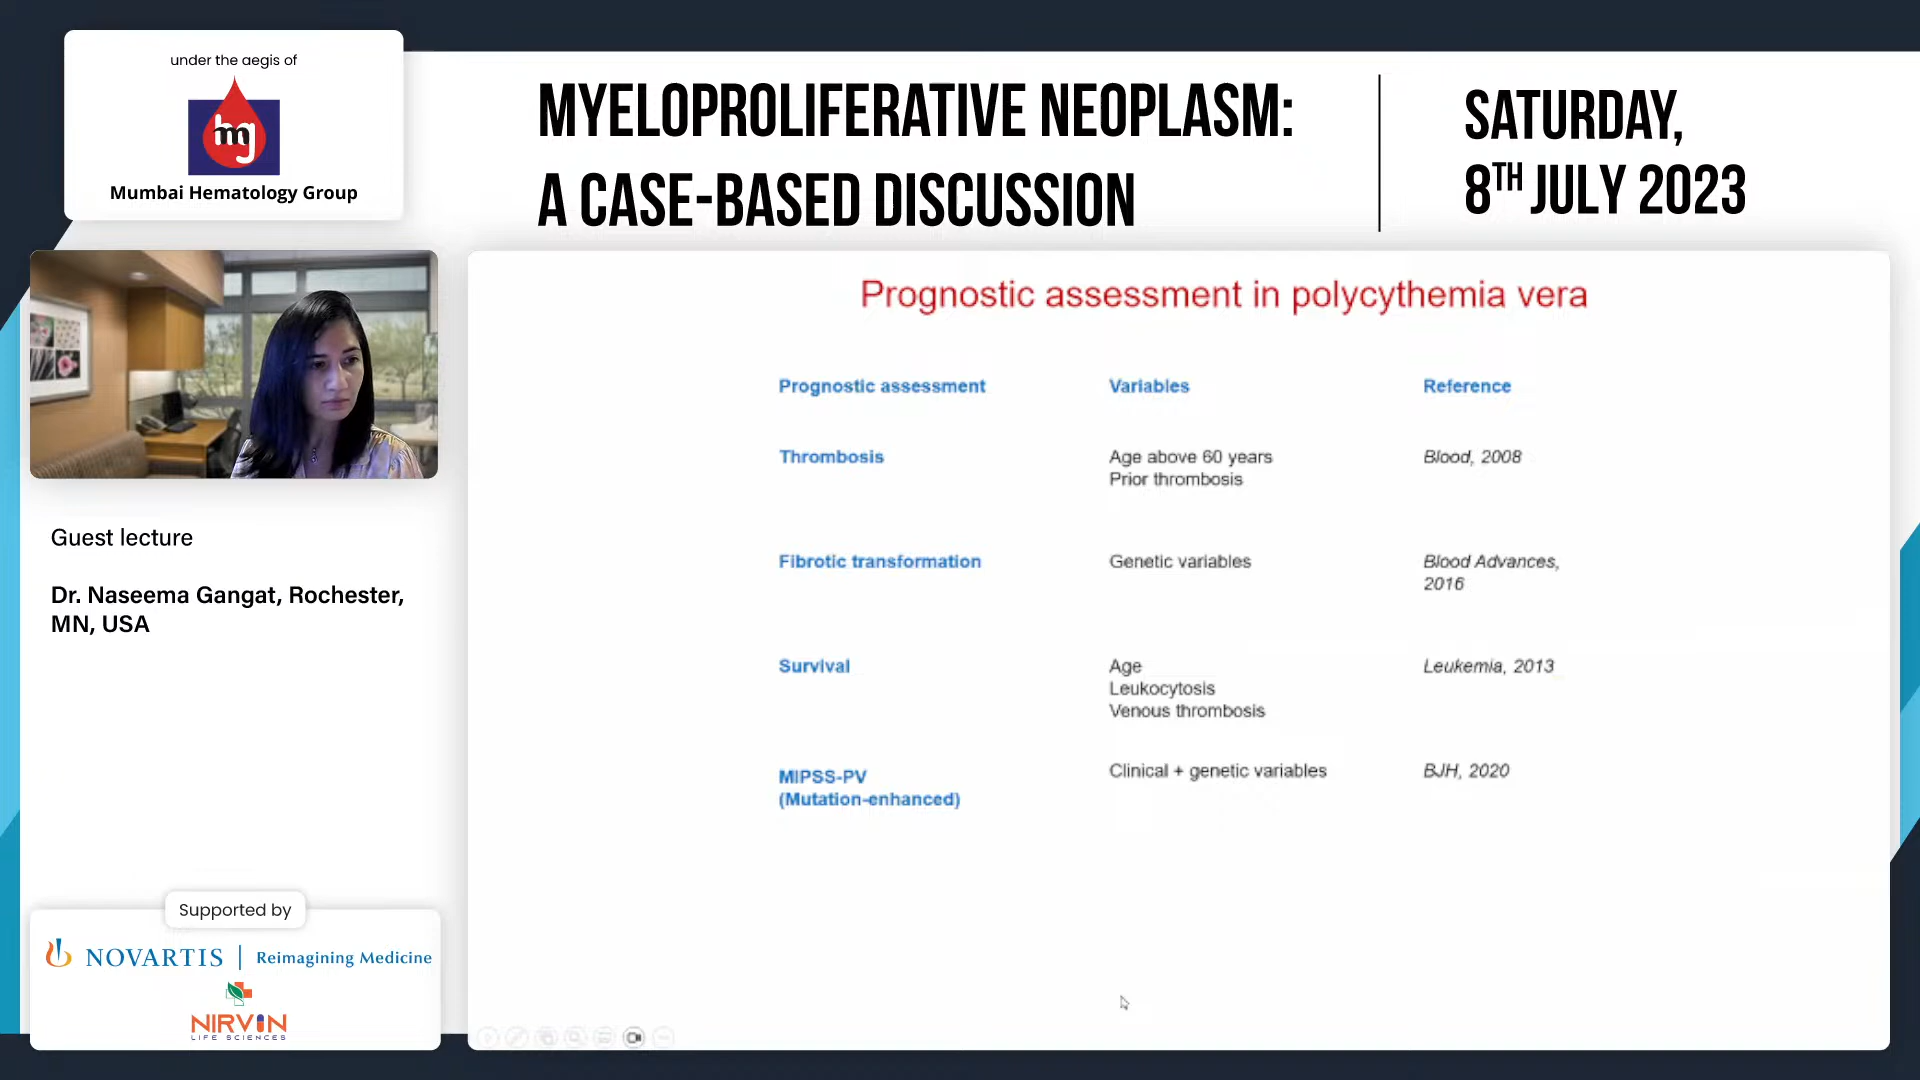 under the aegis of
mg
Mumbai Hematology Group
MYELOPROLIFERATIVE NEOPLASM:
A CASE-BASED DISCUSSION
SATURDAY,
8TH JULY 2023
Guest lecture
Dr. Naseema Gangat, Rochester,
MN, USA
Supported by
NOVARTIS | Reimagining Medicine
NIRVIN
LIFE SCIENCES
Prognostic assessment in polycythemia vera
Prognostic assessment Variables Reference
Thrombosis Age above 60 years Blood, 2008
Prior thrombosis
Fibrotic transformation Genetic variables Blood Advances,
2016
Survival Age Leukemia, 2013
Leukocytosis
Venous thrombosis
MIPSS-PV Clinical + genetic variables BJH, 2020
(Mutation-enhanced)